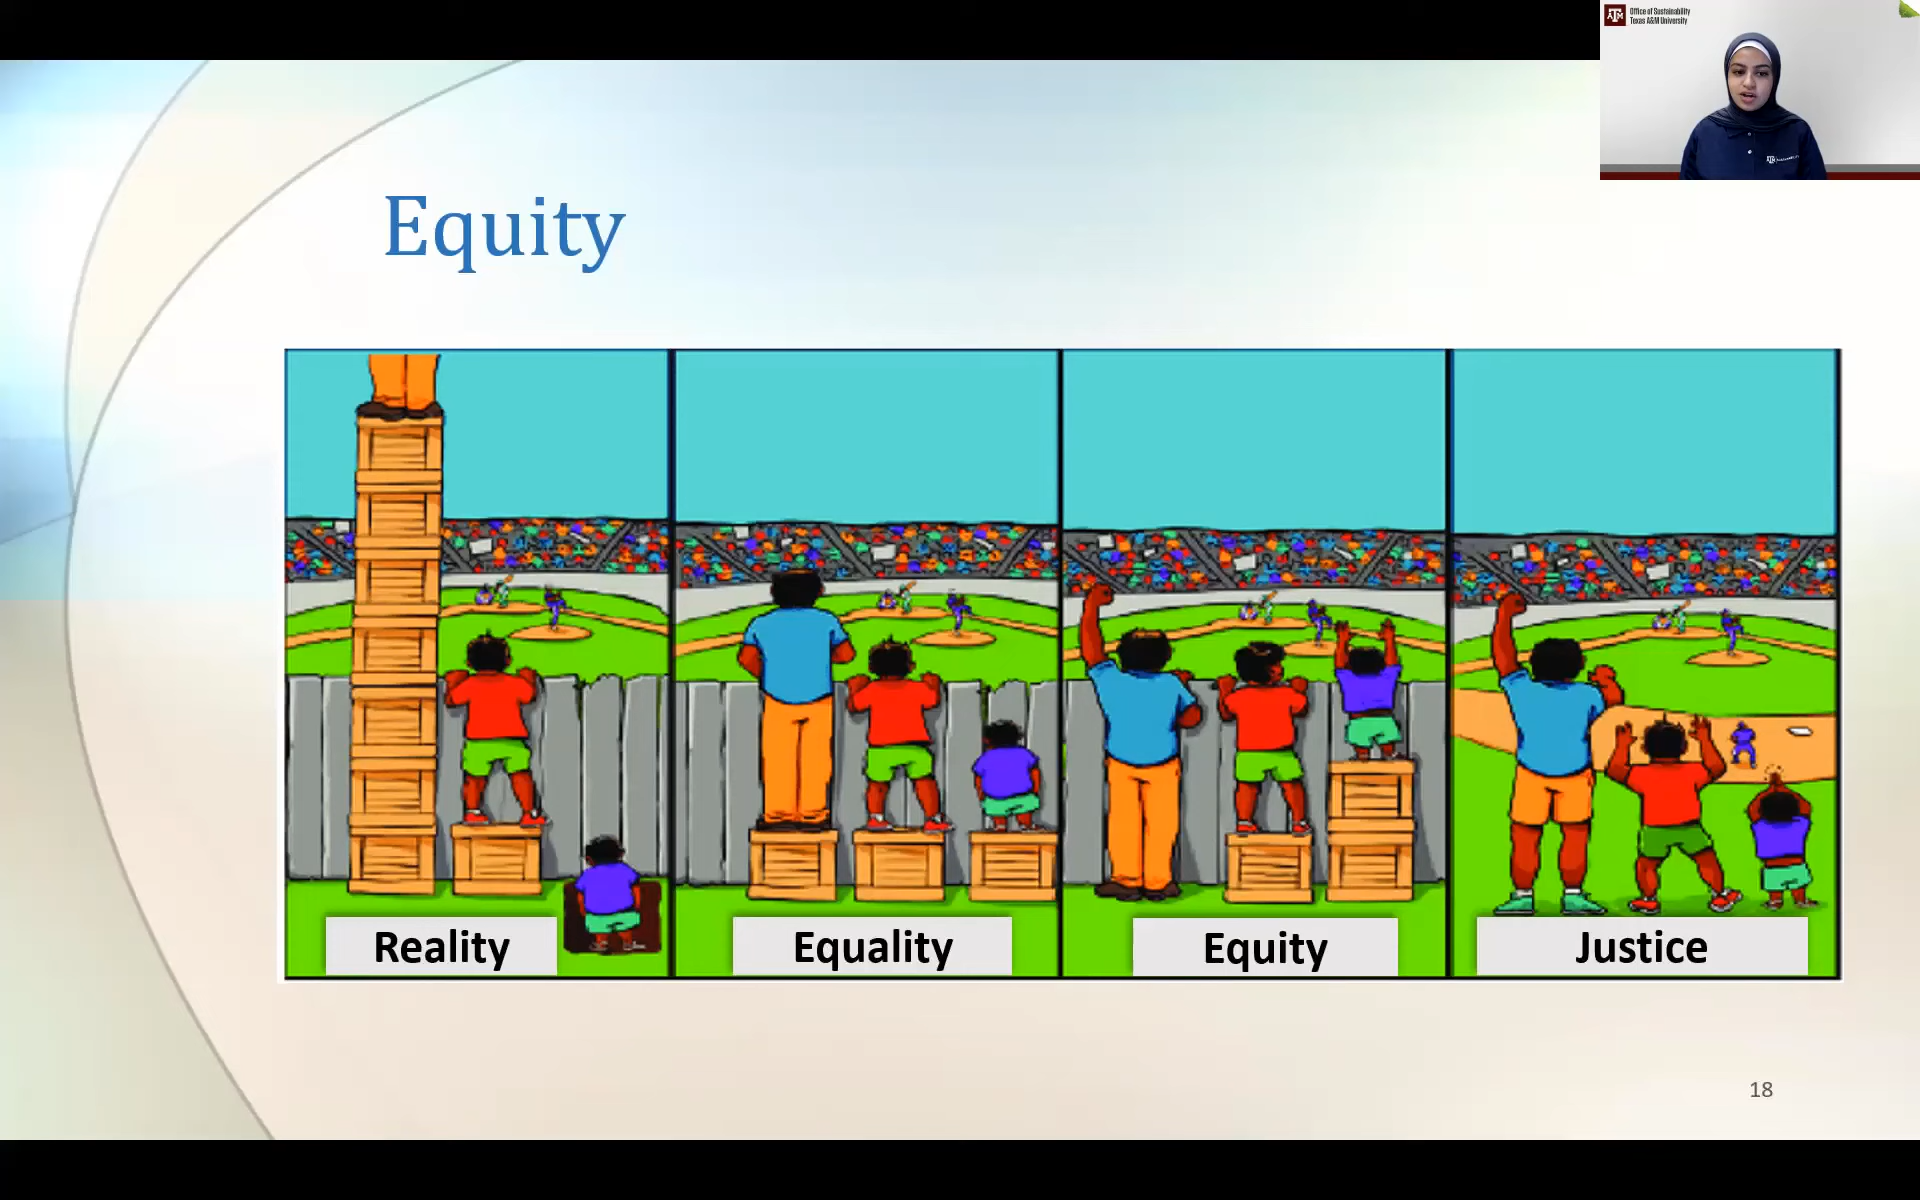 Office of Sustainability
Texas A&M University
Equity
Reality
Equality
Equity
Justice
18